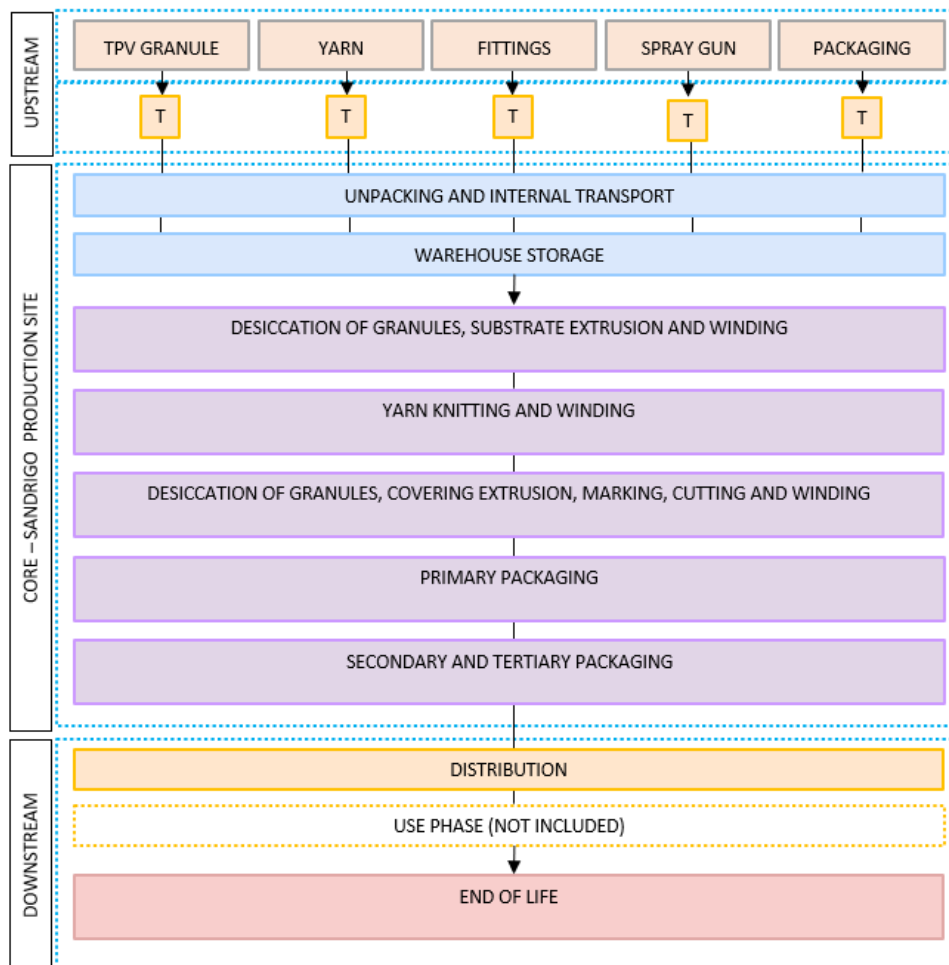 UPSTREAM
TPV GRANULE
YARN
FITTINGS
SPRAY GUN
PACKAGING
T
T
T
T
T
CORE – SANDRIGO PRODUCTION SITE
UNPACKING AND INTERNAL TRANSPORT
WAREHOUSE STORAGE
DESICCATION OF GRANULES, SUBSTRATE EXTRUSION AND WINDING
YARN KNITTING AND WINDING
DESICCATION OF GRANULES, COVERING EXTRUSION, MARKING, CUTTING AND WINDING
PRIMARY PACKAGING
SECONDARY AND TERTIARY PACKAGING
DOWNSTREAM
DISTRIBUTION
USE PHASE (NOT INCLUDED)
END OF LIFE